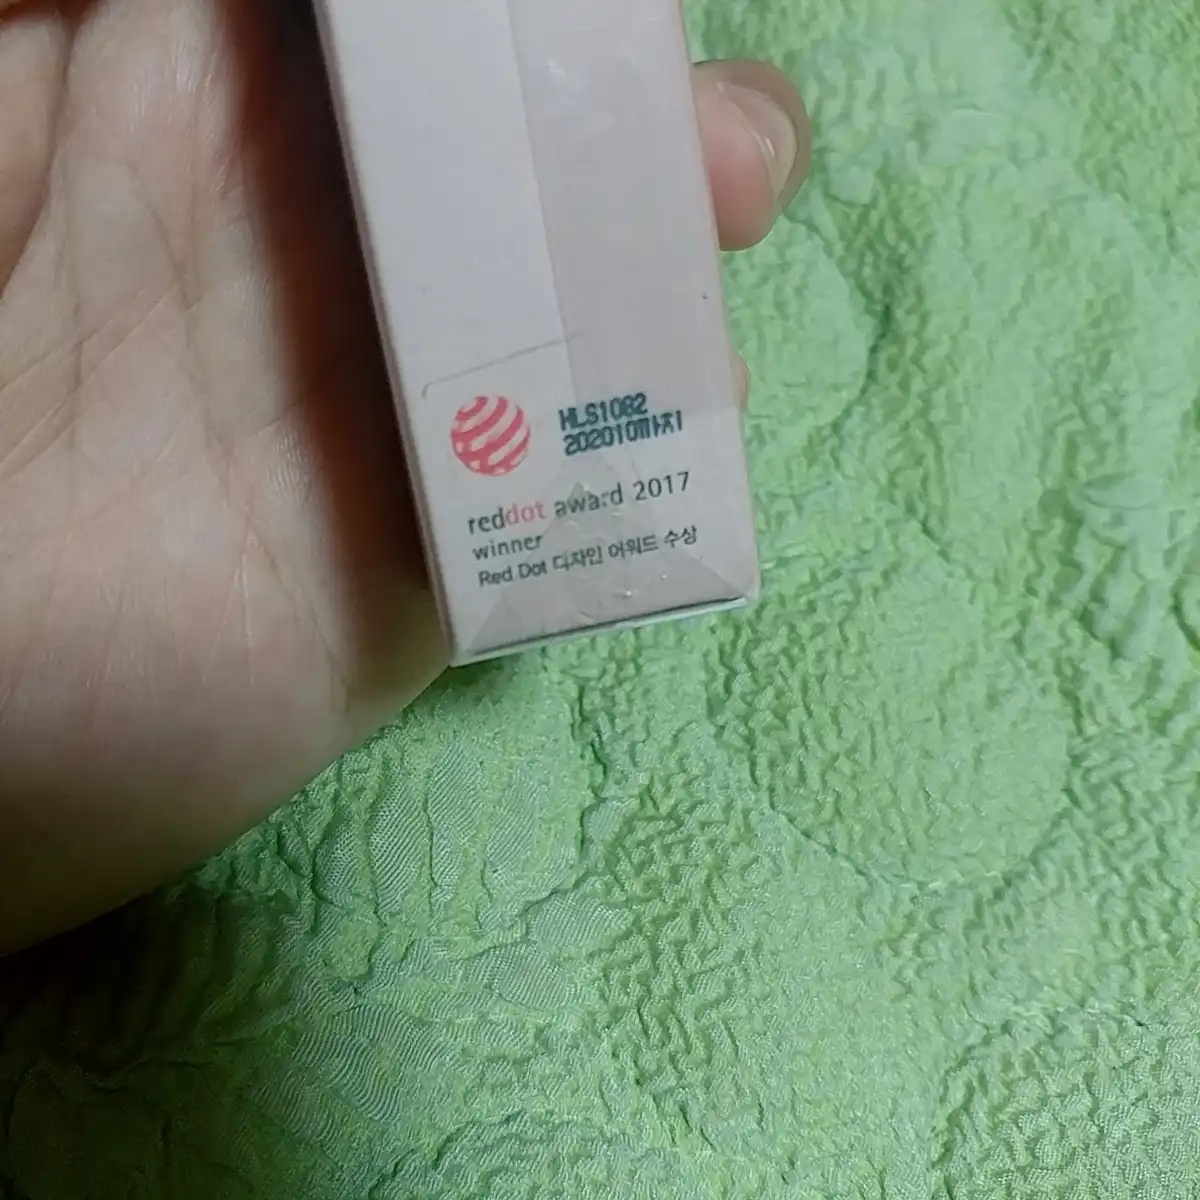 HLS1082
202010까지
reddot award 2017
winner
Red Dot 디자인 어워드 수상